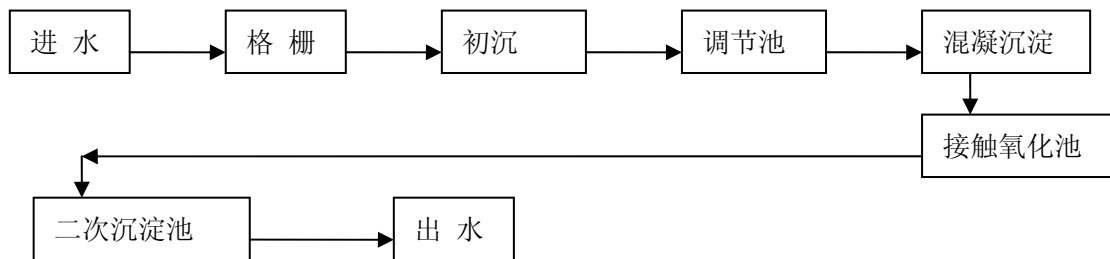 进 水
格 栅
初沉
调节池
混凝沉淀
接触氧化池
二次沉淀池
出 水